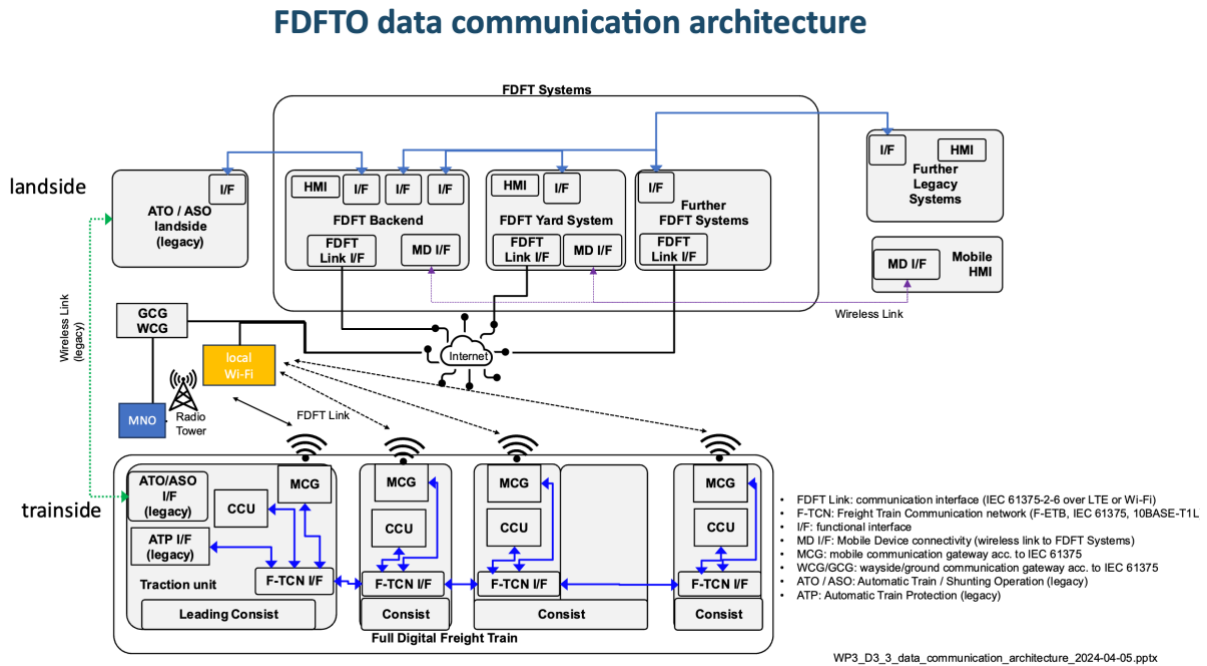 FDFTO data communication architecture
FDFT Systems
landside
I/F
ATO / ASO
landside
(legacy)
HMI
I/F
I/F
I/F
FDFT Backend
FDFT
Link I/F
MD I/F
HMI
I/F
FDFT Yard System
FDFT
Link I/F
MD I/F
I/F
Further
FDFT Systems
FDFT
Link I/F
I/F
HMI
Further
Legacy
Systems
MD I/F
Mobile
HMI
Wireless Link
Wireless Link
(legacy)
GCG
WCG
local
Wi-Fi
Internet
MNO
Radio
Tower
FDFT Link
trainside
ATO/ASO
I/F
(legacy)
CCU
MCG
ATP I/F
(legacy)
Traction unit
F-TCN I/F
Leading Consist
MCG
CCU
F-TCN I/F
Consist
MCG
CCU
F-TCN I/F
Consist
MCG
CCU
F-TCN I/F
Consist
Full Digital Freight Train
• FDFT Link: communication interface (IEC 61375-2-6 over LTE or Wi-Fi)
• F-TCN: Freight Train Communication network (F-ETB, IEC 61375, 10BASE-T1L
• I/F: functional interface
• MD I/F: Mobile Device connectivity (wireless link to FDFT Systems)
• MCG: mobile communication gateway acc. to IEC 61375
• WCG/GCG: wayside/ground communication gateway acc. to IEC 61375
• ATO / ASO: Automatic Train / Shunting Operation (legacy)
• ATP: Automatic Train Protection (legacy)
WP3_D3_3_data_communication_architecture_2024-04-05.pptx